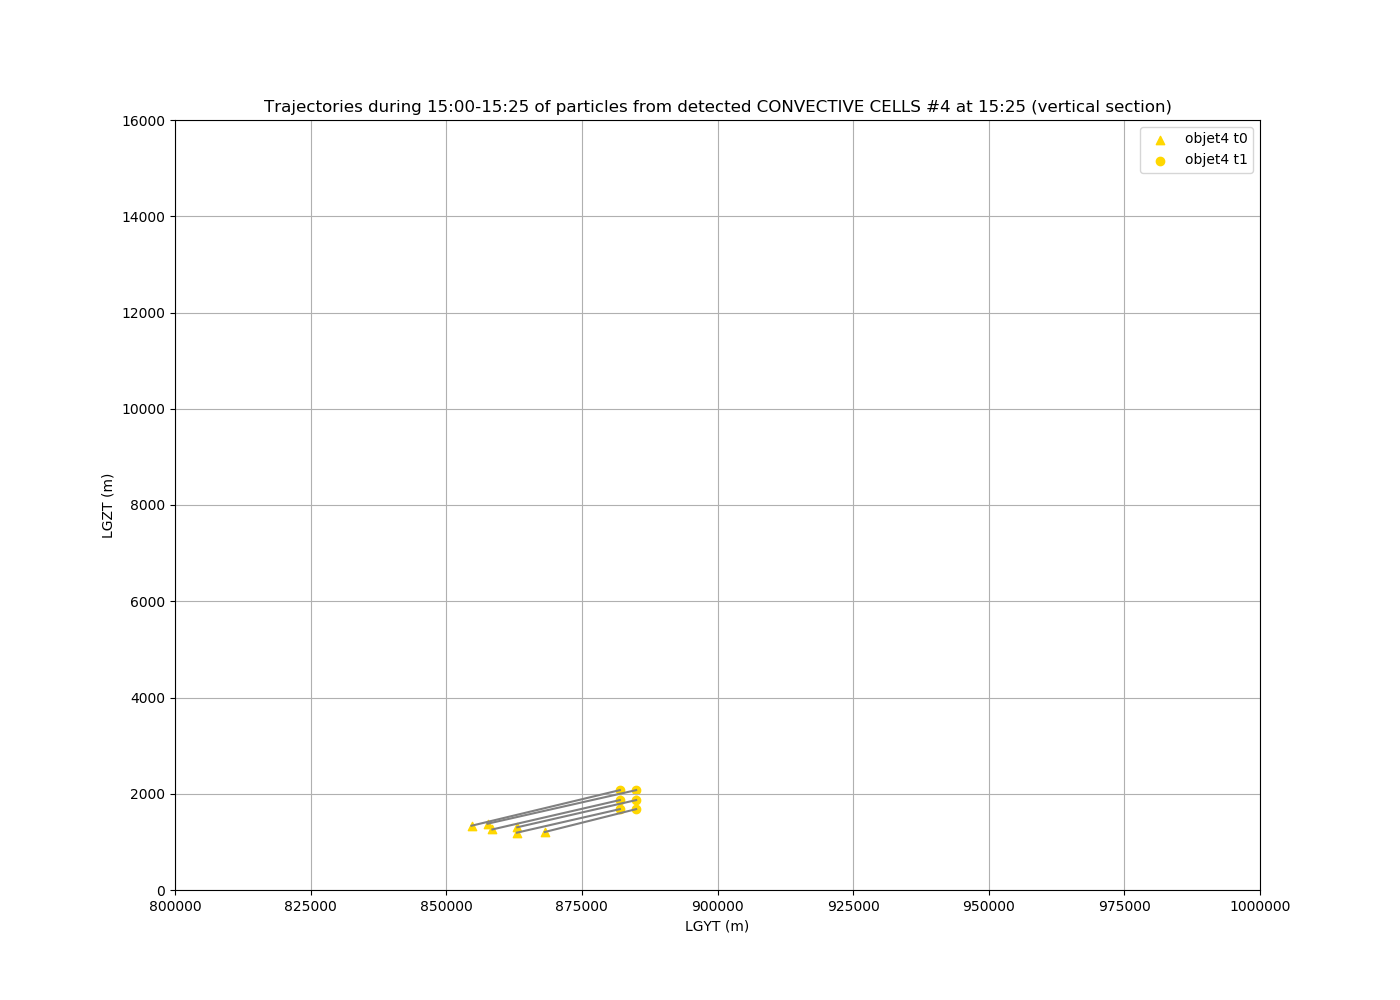 Trajectories during 15:00-15:25 of particles from detected CONVECTIVE CELLS #4 at 15:25 (vertical section)
objet4 t0
objet4 t1
16000
14000
12000
10000
8000
6000
4000
2000
0
LGZT (m)
800000 825000 850000 875000 900000 925000 950000 975000 1000000
LGYT (m)